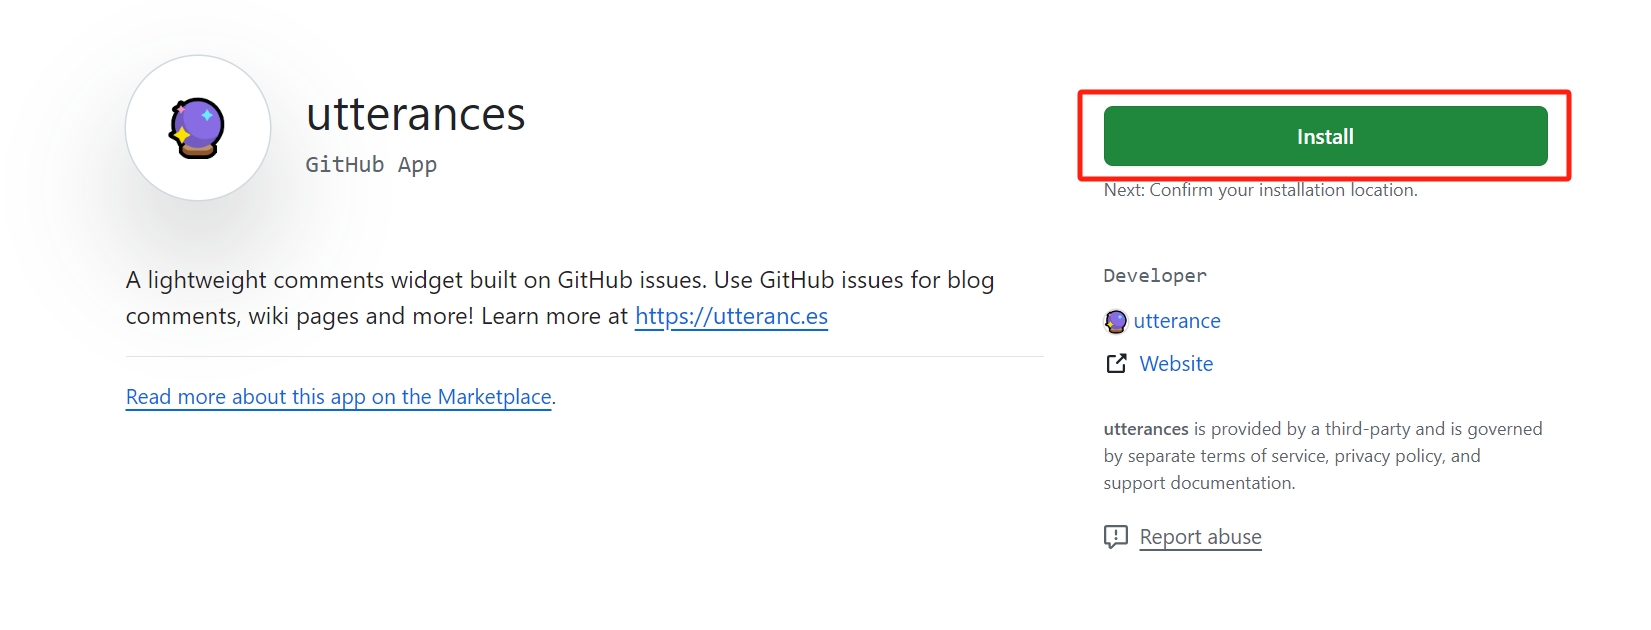 utterances
GitHub App
A lightweight comments widget built on GitHub issues. Use GitHub issues for blog
comments, wiki pages and more! Learn more at https://utteranc.es
Read more about this app on the Marketplace.
Install
Next: Confirm your installation location.
Developer
utterance
Website
utterances is provided by a third-party and is governed
by separate terms of service, privacy policy, and
support documentation.
Report abuse